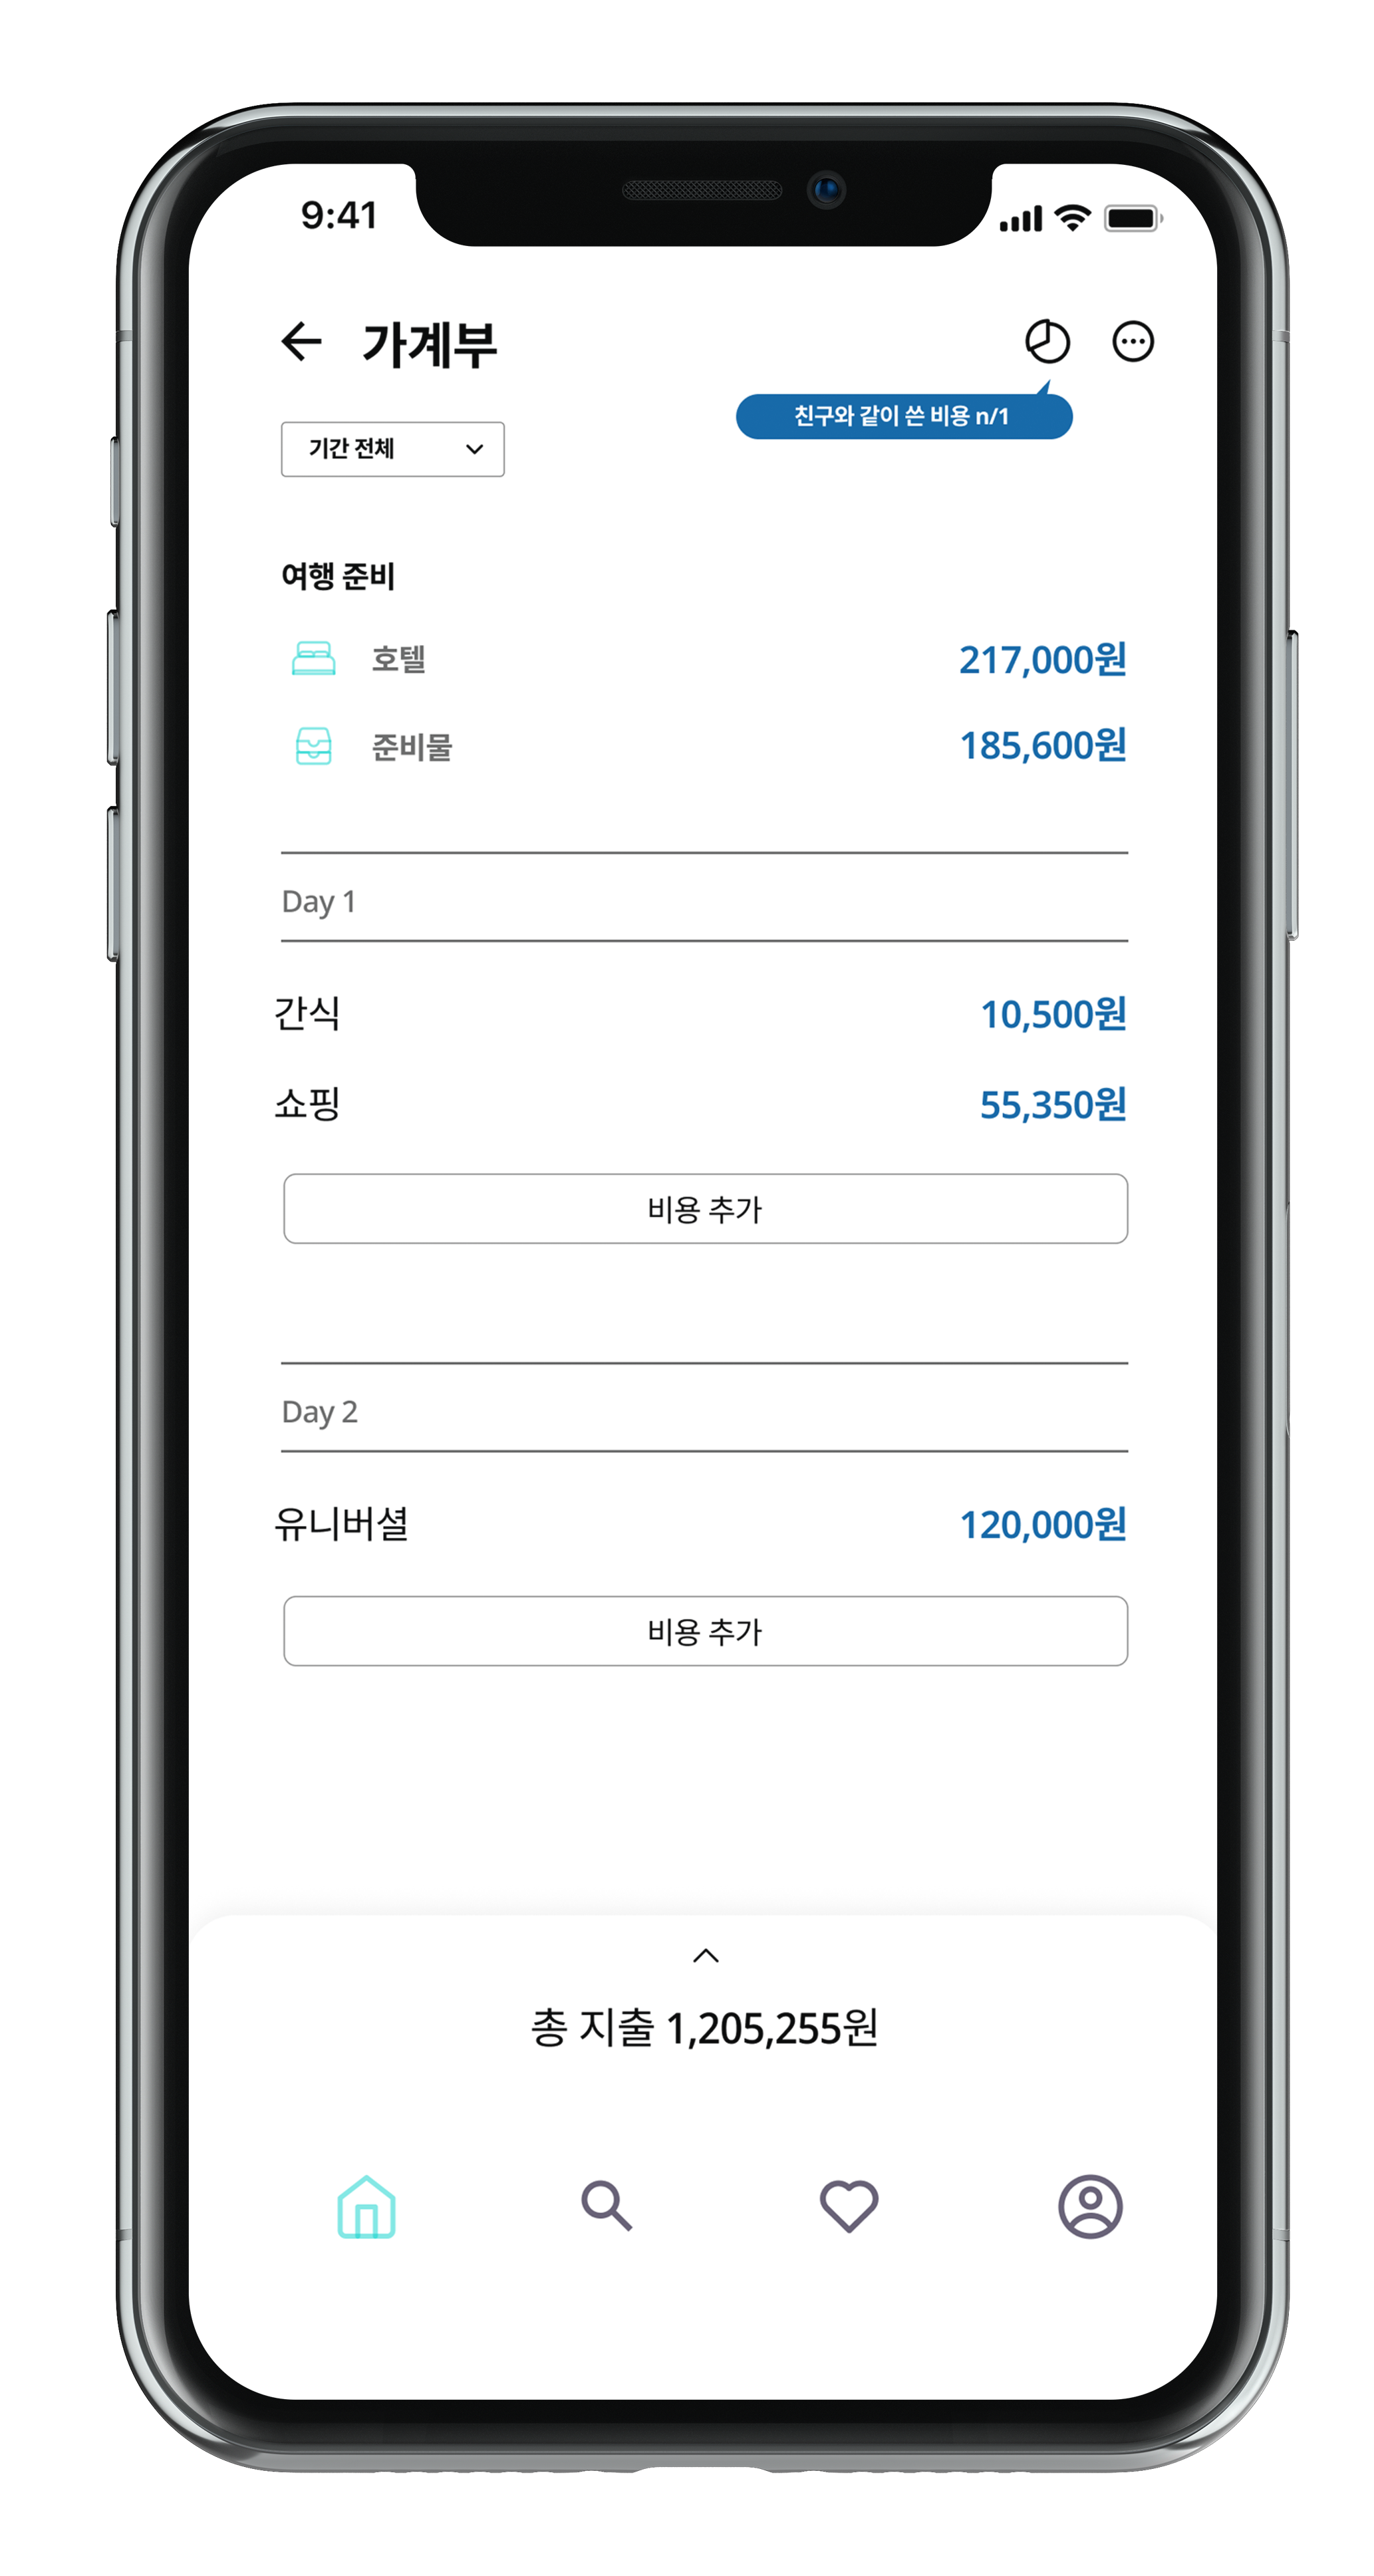 9:41
가계부
친구와 같이 쓴 비용 n/1
기간 전체
여행 준비
호텔 217,000원
준비물 185,600원
Day 1
간식 10,500원
쇼핑 55,350원
비용 추가
Day 2
유니버셜 120,000원
비용 추가
총 지출 1,205,255원